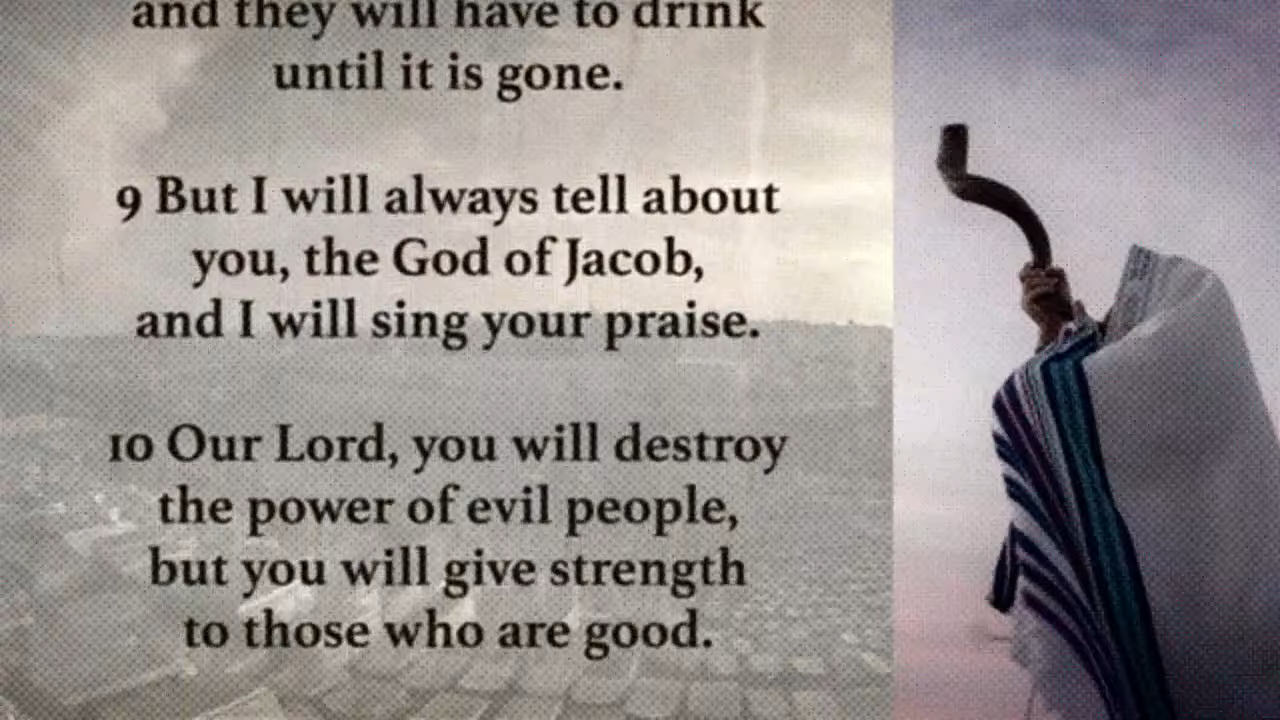 and they will have to drink
until it is gone.
9 But I will always tell about
you, the God of Jacob,
and I will sing your praise.
10 Our Lord, you will destroy
the power of evil people,
but you will give strength
to those who are good.